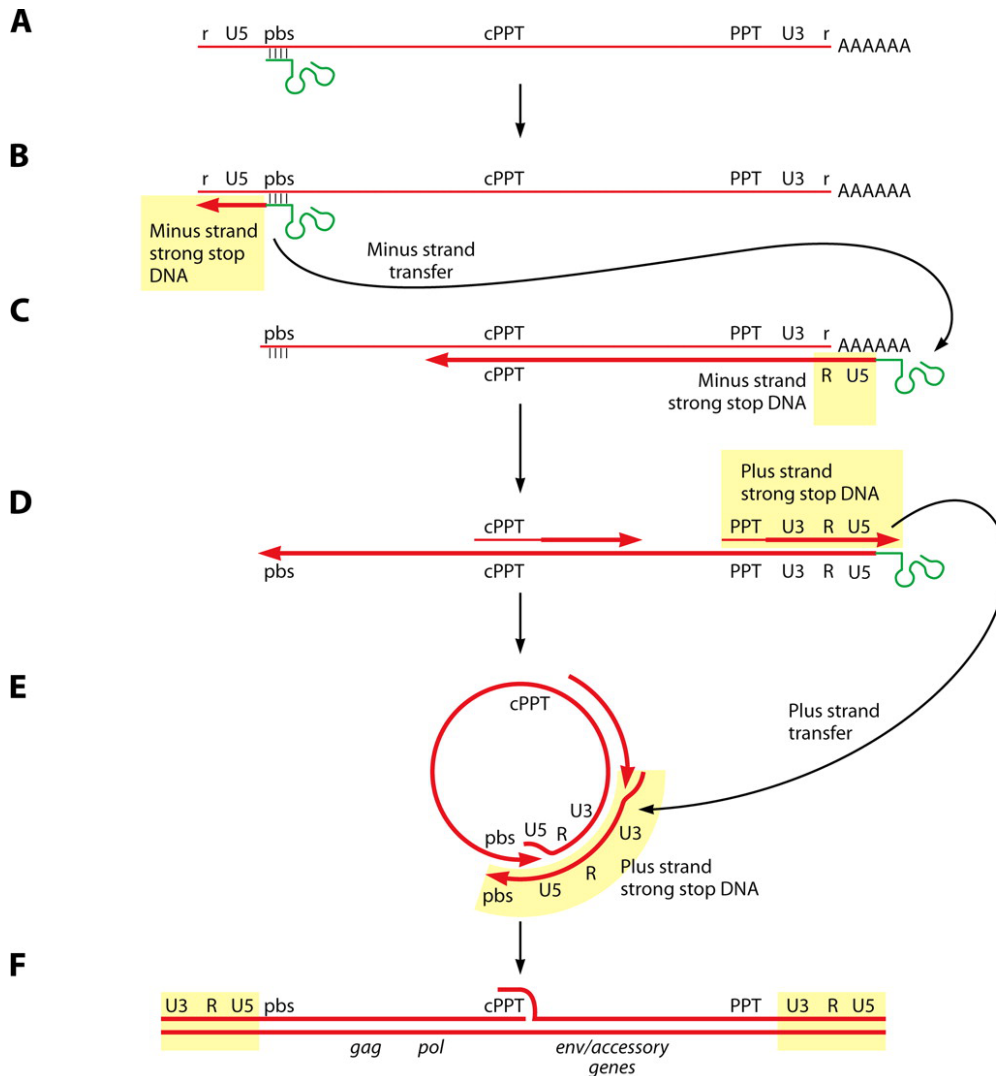 A
r U5 pbs cPPT PPT U3 r AAAAAA
B
r U5 pbs cPPT PPT U3 r AAAAAA
Minus strand
strong stop
DNA
Minus strand
transfer
C
pbs cPPT PPT U3 r AAAAAA
cPPT
Minus strand
strong stop DNA
R U5
Plus strand
strong stop DNA
D
cPPT PPT U3 R U5
pbs cPPT PPT U3 R U5
E
cPPT
Plus strand
transfer
pbs U5 R U3
pbs U5 R U3
Plus strand
strong stop DNA
F
U3 R U5 pbs cPPT PPT U3 R U5
gag pol env/accessory
genes